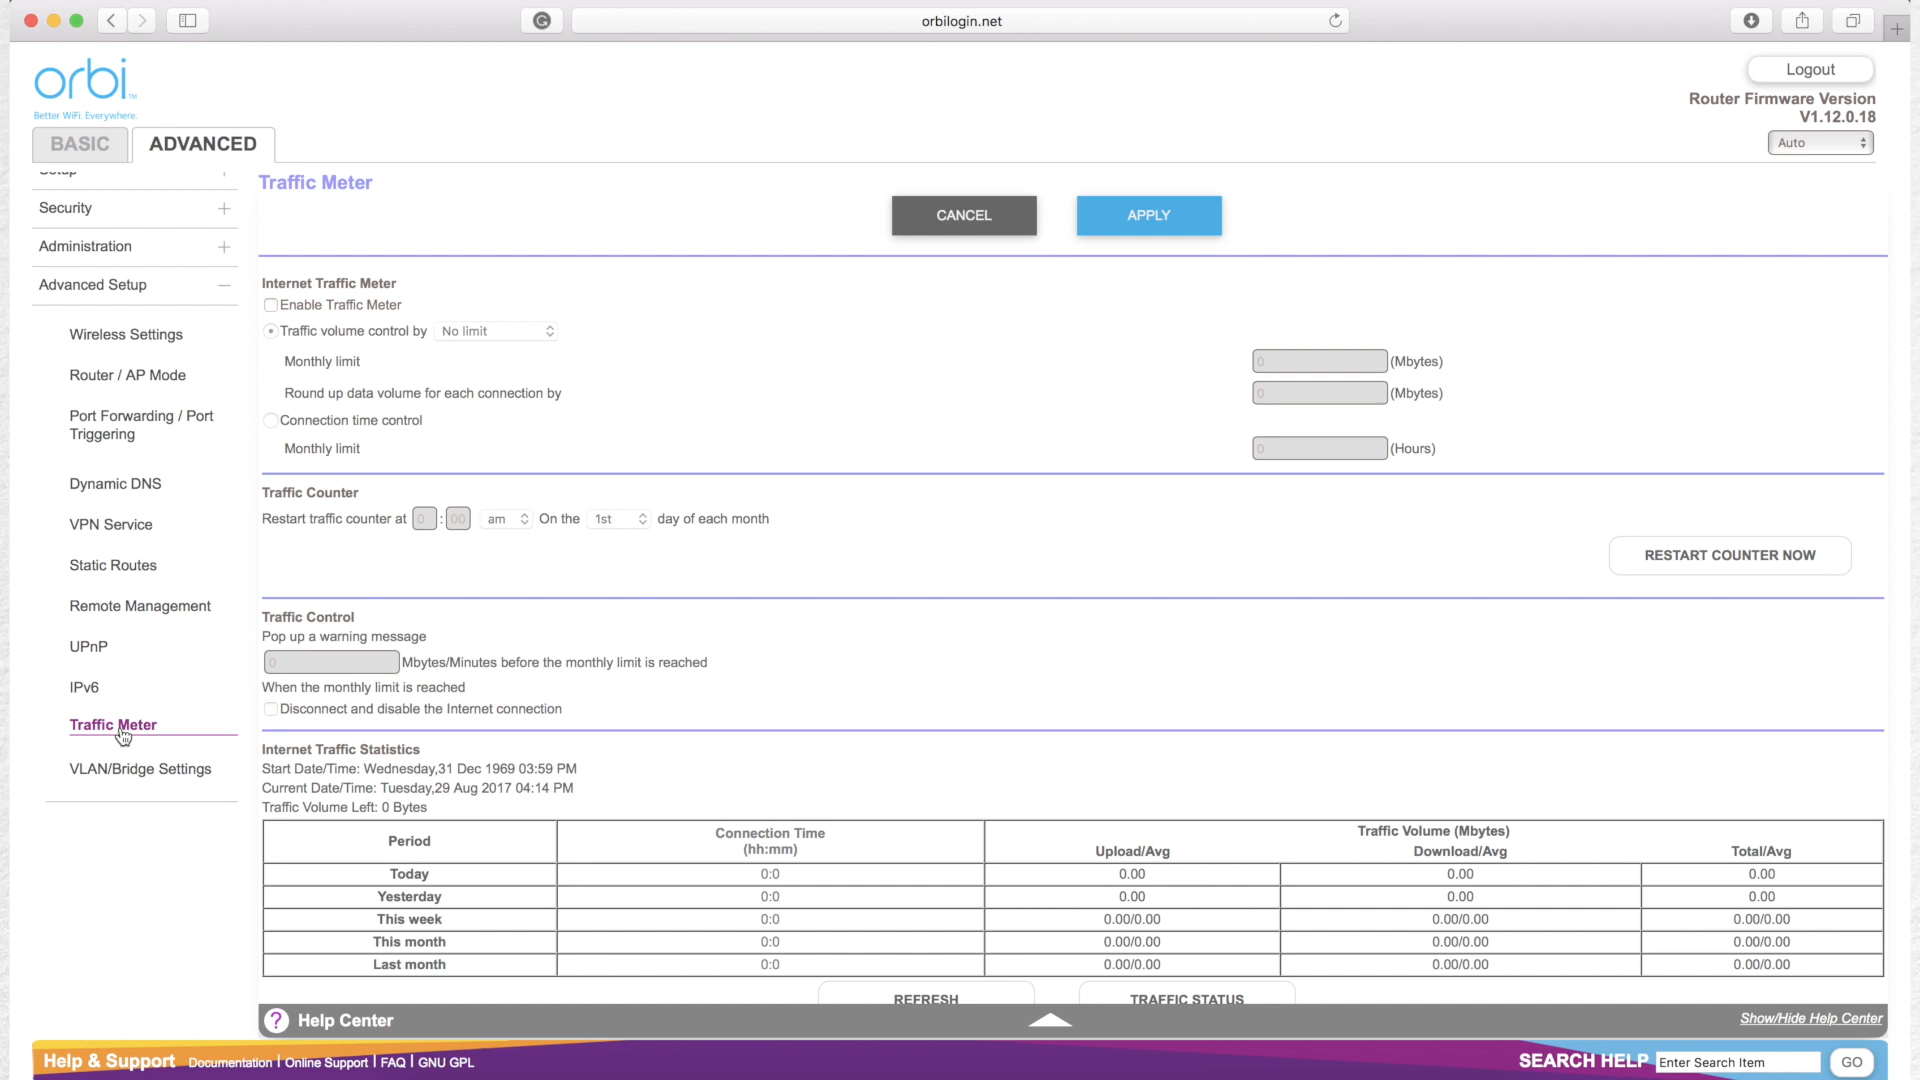 orbilogin.net
orbi™
Better WiFi. Everywhere.
Logout
Router Firmware Version
V1.12.0.18
Auto
BASIC
ADVANCED
Setup
Security
Administration
Advanced Setup
Wireless Settings
Router / AP Mode
Port Forwarding / Port
Triggering
Dynamic DNS
VPN Service
Static Routes
Remote Management
UPnP
IPv6
Traffic Meter
VLAN/Bridge Settings
Traffic Meter
CANCEL
APPLY
Internet Traffic Meter
Enable Traffic Meter
Traffic volume control by No limit
Monthly limit 0 (Mbytes)
Round up data volume for each connection by 0 (Mbytes)
Connection time control
Monthly limit 0 (Hours)
Traffic Counter
Restart traffic counter at 0 : 00 am On the 1st day of each month
RESTART COUNTER NOW
Traffic Control
Pop up a warning message
0 Mbytes/Minutes before the monthly limit is reached
When the monthly limit is reached
Disconnect and disable the Internet connection
Internet Traffic Statistics
Start Date/Time: Wednesday,31 Dec 1969 03:59 PM
Current Date/Time: Tuesday,29 Aug 2017 04:14 PM
Traffic Volume Left: 0 Bytes
Period Connection Time (hh:mm) Traffic Volume (Mbytes)
Upload/Avg Download/Avg Total/Avg
Today 0:0 0.00 0.00 0.00
Yesterday 0:0 0.00 0.00 0.00
This week 0:0 0.00/0.00 0.00/0.00 0.00/0.00
This month 0:0 0.00/0.00 0.00/0.00 0.00/0.00
Last month 0:0 0.00/0.00 0.00/0.00 0.00/0.00
REFRESH
TRAFFIC STATUS
? Help Center
Show/Hide Help Center
Help & Support Documentation | Online Support | FAQ | GNU GPL
SEARCH HELP Enter Search Item GO